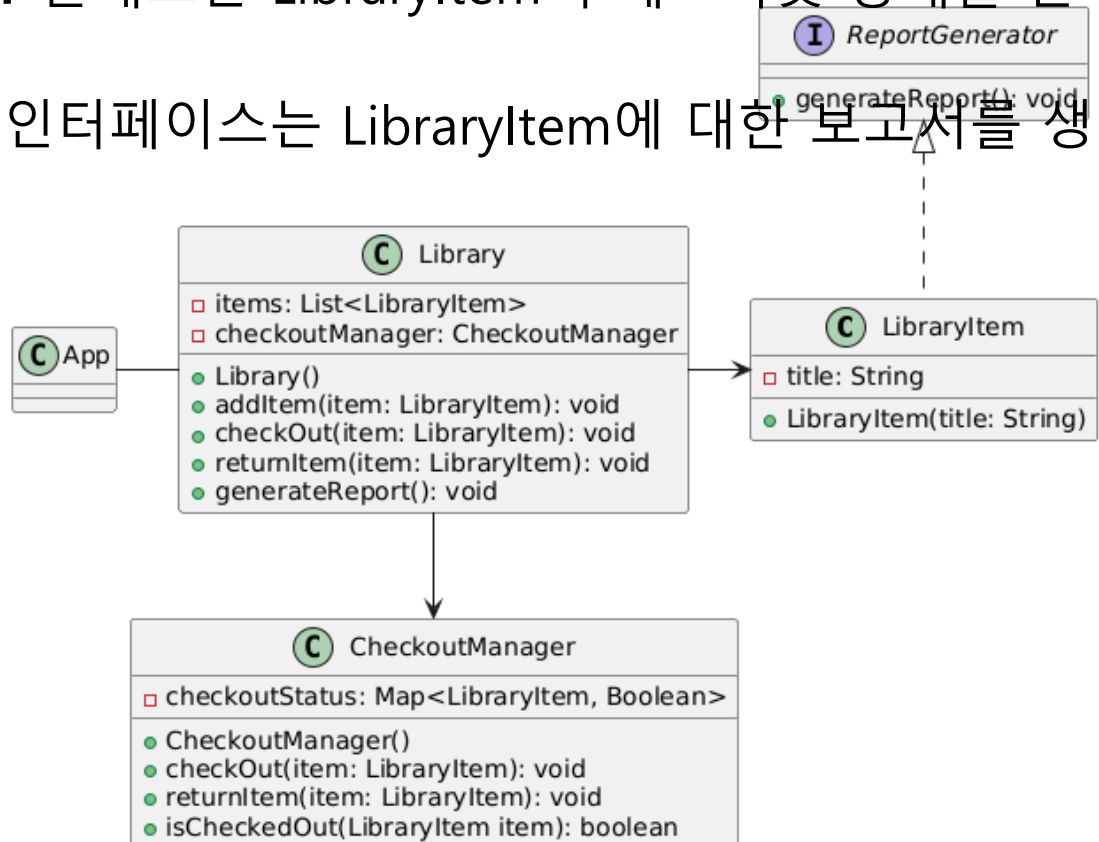 LibraryItem
I ReportGenerator
generateReport(): void
인터페이스는 LibraryItem에 대한 보고서를 생
C Library
items: List<LibraryItem>
checkoutManager: CheckoutManager
Library()
addItem(item: LibraryItem): void
checkOut(item: LibraryItem): void
returnItem(item: LibraryItem): void
generateReport(): void
C App
C LibraryItem
title: String
LibraryItem(title: String)
C CheckoutManager
checkoutStatus: Map<LibraryItem, Boolean>
CheckoutManager()
checkOut(item: LibraryItem): void
returnItem(item: LibraryItem): void
isCheckedOut(LibraryItem item): boolean